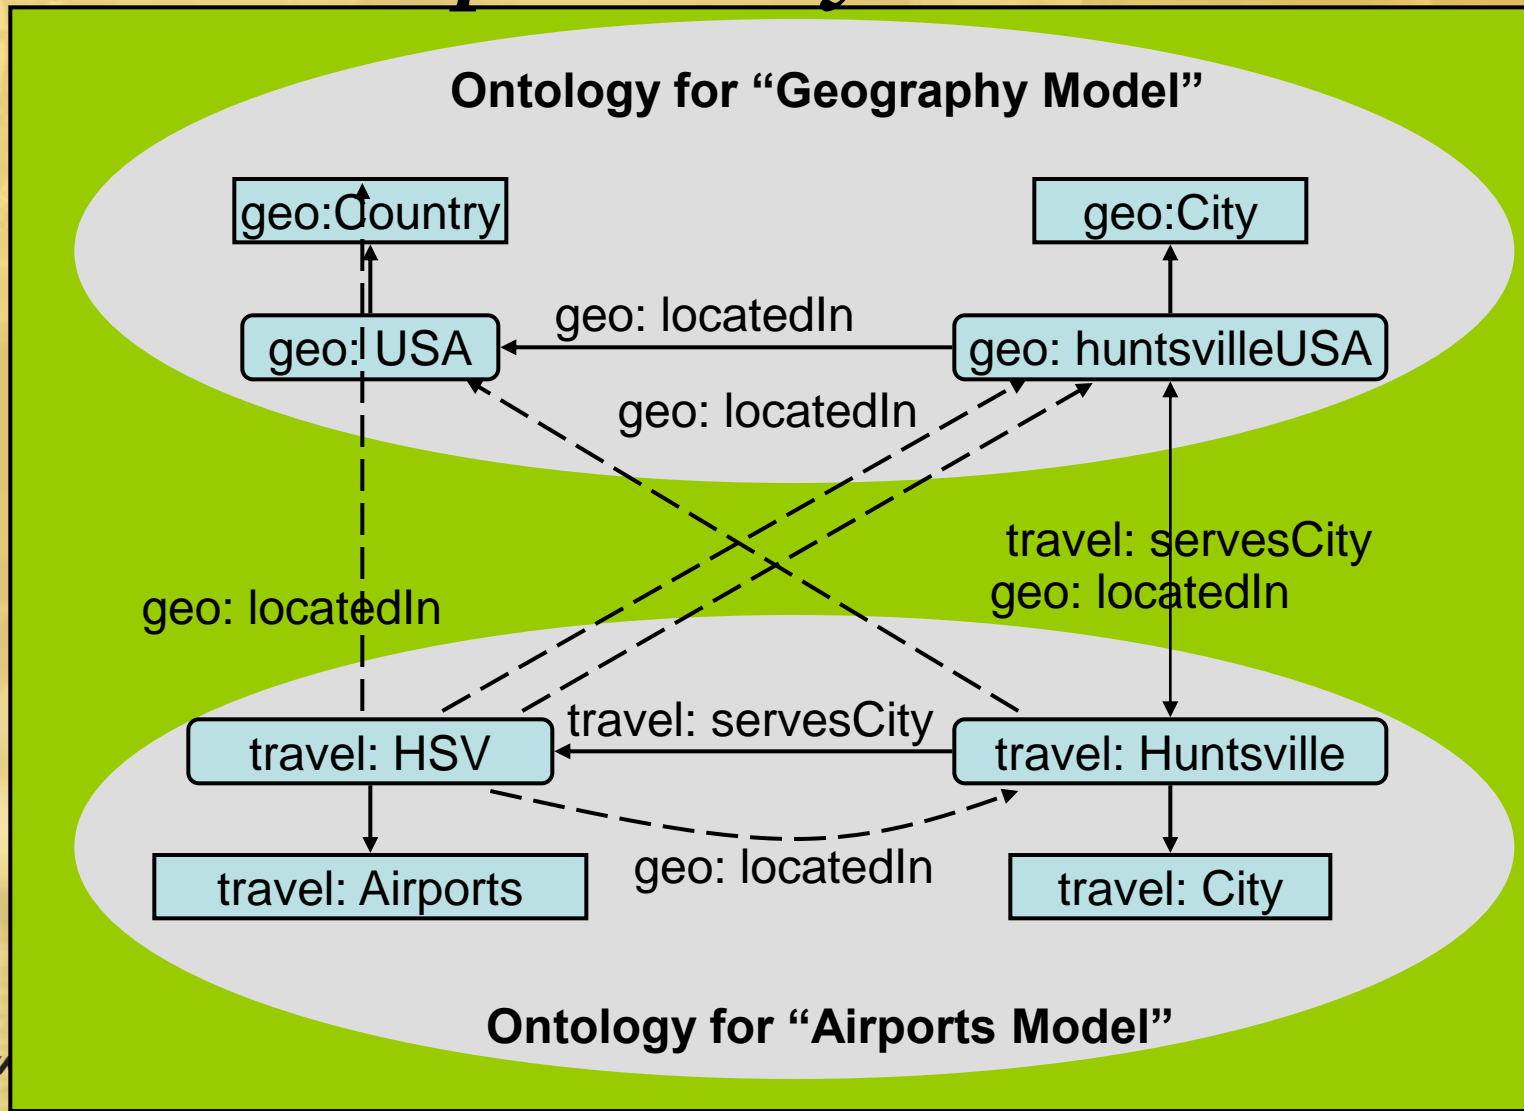 Ontology for “Geography Model”
geo:Country
geo:City
geo: locatedIn
geo: USA
geo: huntsvilleUSA
geo: locatedIn
travel: servesCity
geo: locatedIn
geo: locatedIn
travel: servesCity
travel: HSV
travel: Huntsville
geo: locatedIn
travel: Airports
travel: City
Ontology for “Airports Model”